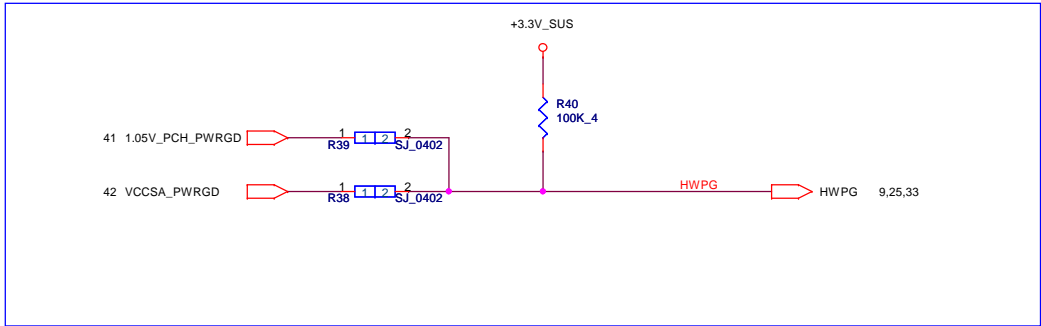 +3.3V_SUS
R40
100K_4
41 1.05V_PCH_PWRGD
1
1 2
2
R39
SJ_0402
42 VCCSA_PWRGD
1
1 2
2
R38
SJ_0402
HWPG
HWPG 9,25,33